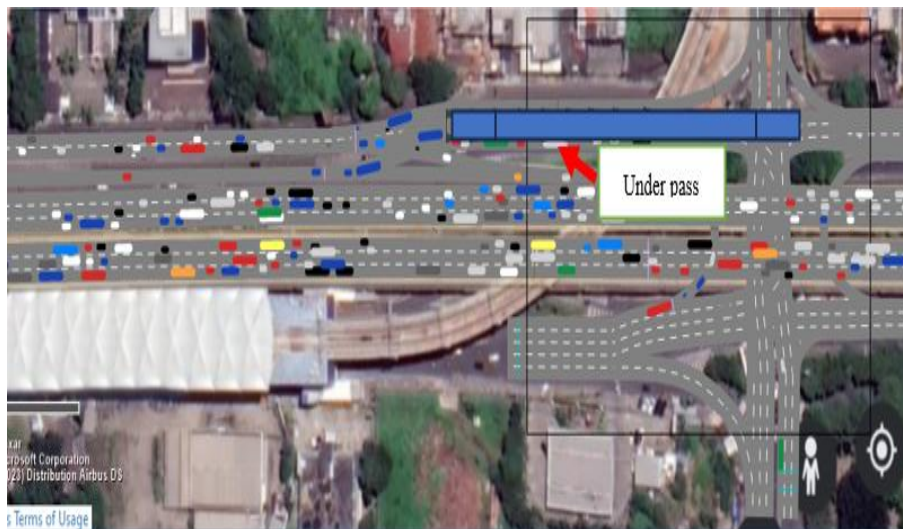 Under pass
xar
crosoft Corporation
023) Distribution Airbus DS
s Terms of Usage